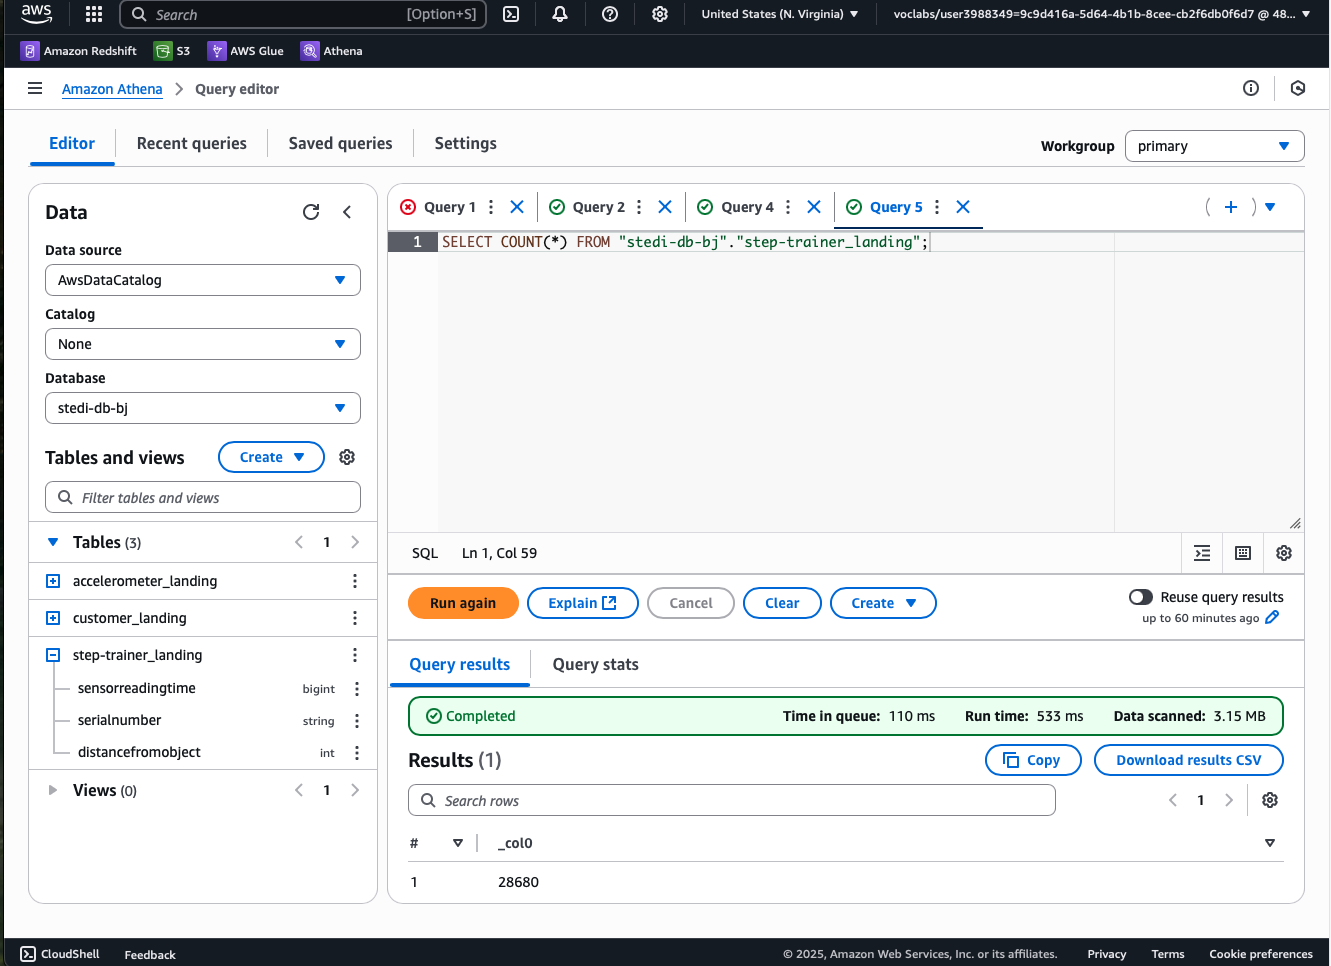 aws
Search [Option+S] United States (N. Virginia) voclabs/user3988349=9c9d416a-5d64-4b1b-8cee-cb2f6db0f6d7 @ 48...
Amazon Redshift S3 AWS Glue Athena
Amazon Athena Query editor
Editor Recent queries Saved queries Settings Workgroup primary
Data
Data source
AwsDataCatalog
Catalog
None
Database
stedi-db-bj
Tables and views Create
Filter tables and views
Tables (3) 1
accelerometer_landing
customer_landing
step-trainer_landing
sensorreadingtime bigint
serialnumber string
distancefromobject int
Views (0) 1
Query 1 Query 2 Query 4 Query 5
1 SELECT COUNT(*) FROM "stedi-db-bj"."step-trainer_landing";
SQL Ln 1, Col 59
Run again Explain Cancel Clear Create Reuse query results
up to 60 minutes ago
Query results Query stats
Completed Time in queue: 110 ms Run time: 533 ms Data scanned: 3.15 MB
Results (1) Copy Download results CSV
Search rows 1
# _col0
1 28680
CloudShell Feedback © 2025, Amazon Web Services, Inc. or its affiliates. Privacy Terms Cookie preferences